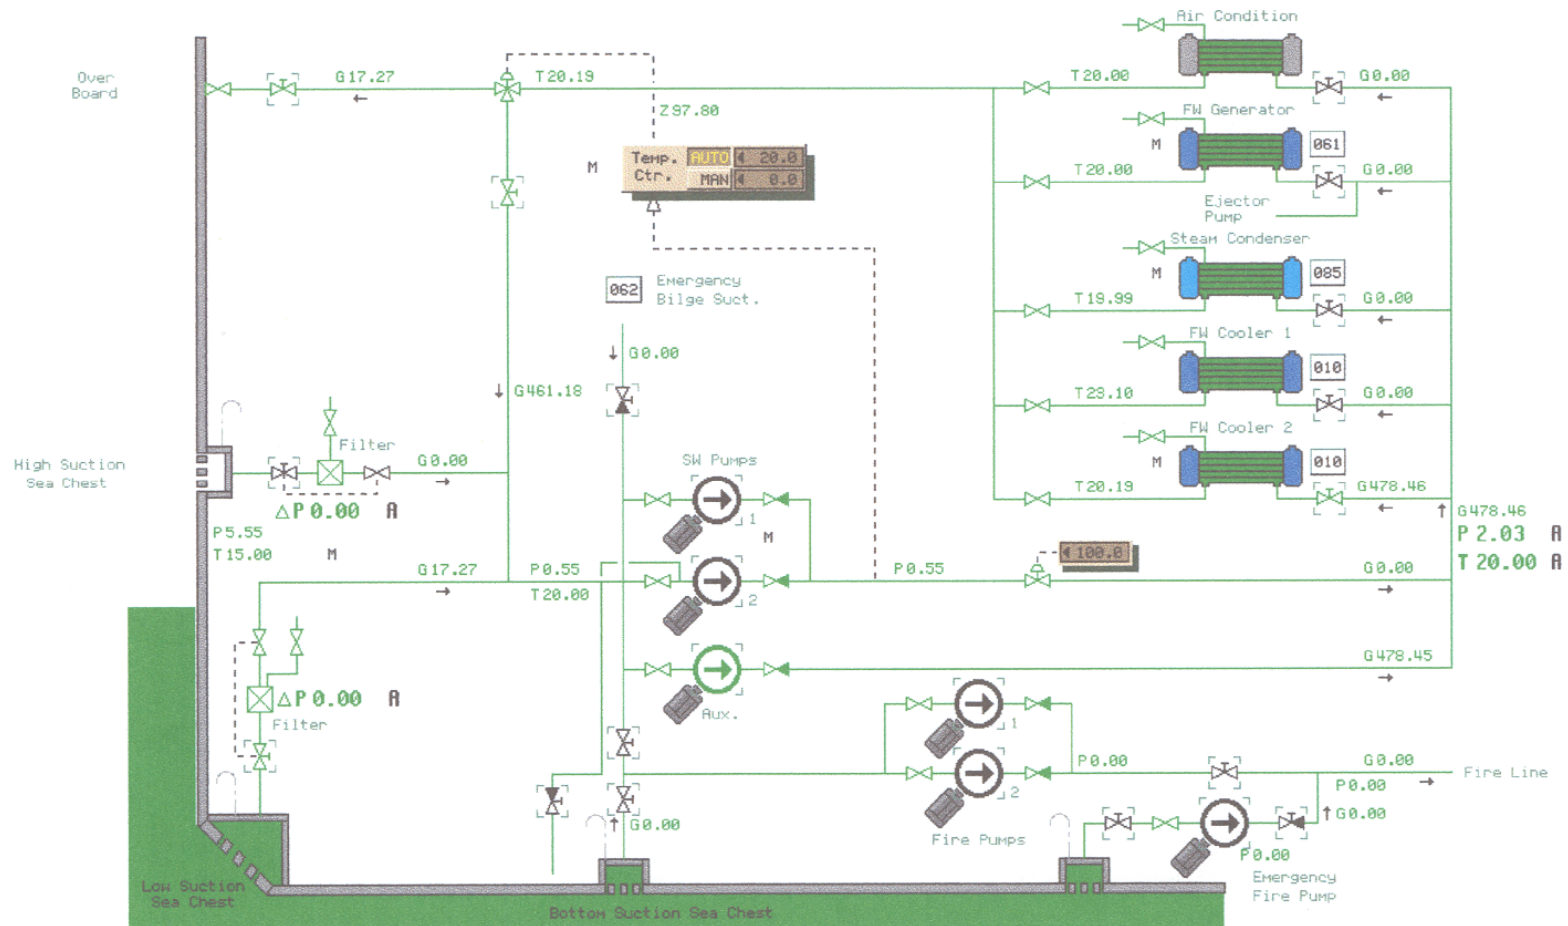 Air Condition
Over
Board
G17.27
T20.19
T20.00
G0.00
Z97.80
FW Generator
M
061
Temp.
Ctr.
AUTO
20.0
MAN
0.0
M
T20.00
G0.00
Ejector
Pump
Steam Condenser
M
085
062
Emergency
Bilge Suct.
T19.99
G0.00
FW Cooler 1
G0.00
010
G461.18
T23.10
G0.00
FW Cooler 2
Filter
M
010
High Suction
Sea Chest
G0.00
SW Pumps
T20.19
G478.46
△P0.00 A
1
G478.46
P5.55
T15.00
M
M
P2.03 A
100.0
T20.00 A
G17.27
P0.55
T20.00
P0.55
G0.00
2
G478.45
△P0.00 A
Filter
Aux.
1
P0.00
G0.00
Fire Line
2
P0.00
G0.00
G0.00
Fire Pumps
P0.00
Emergency
Fire Pump
Low Suction
Sea Chest
Bottom Suction Sea Chest